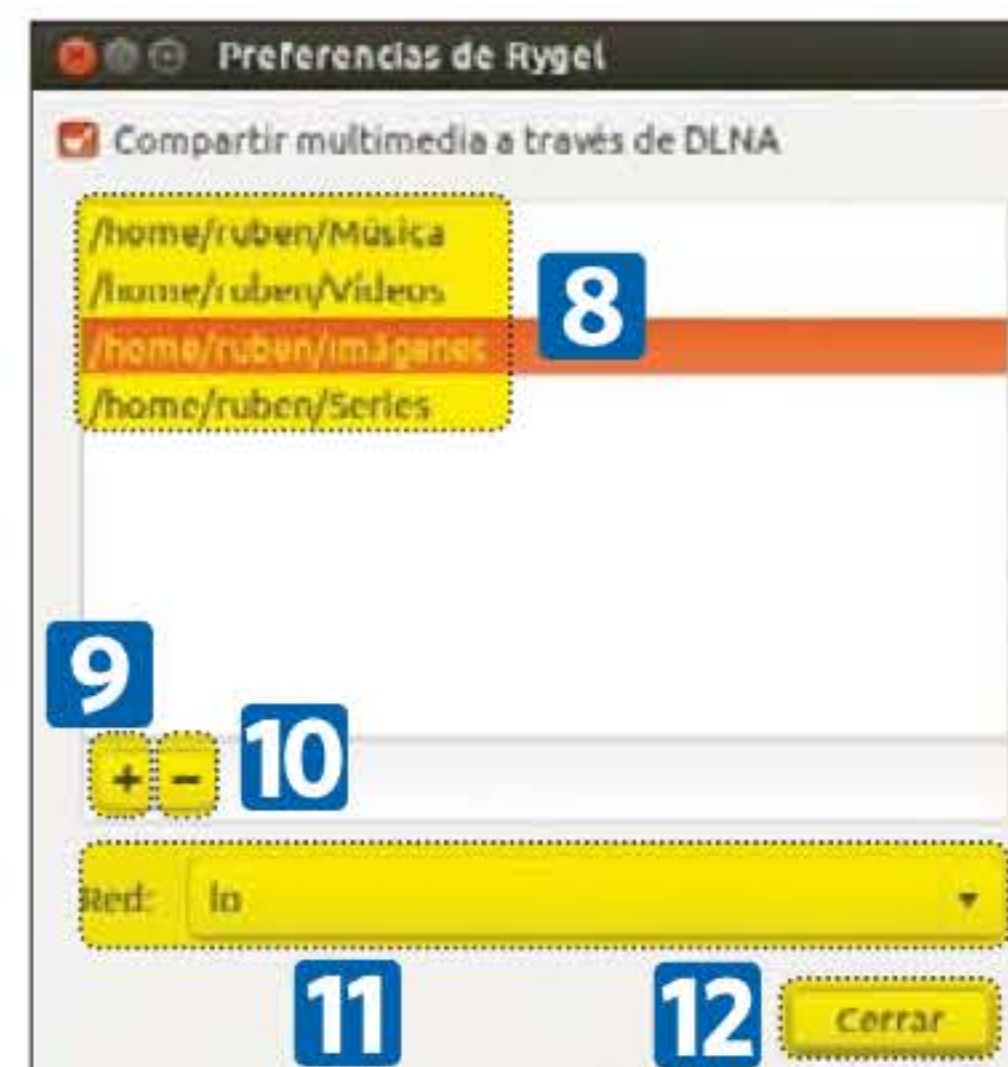 Preferencias de Rygel
Compartir multimedia a través de DLNA
/home/ruben/Música
/home/ruben/Vídeos
8
/home/ruben/Imágenes
/home/ruben/Series
9
10
+ −
Red: lo
11
12
Cerrar